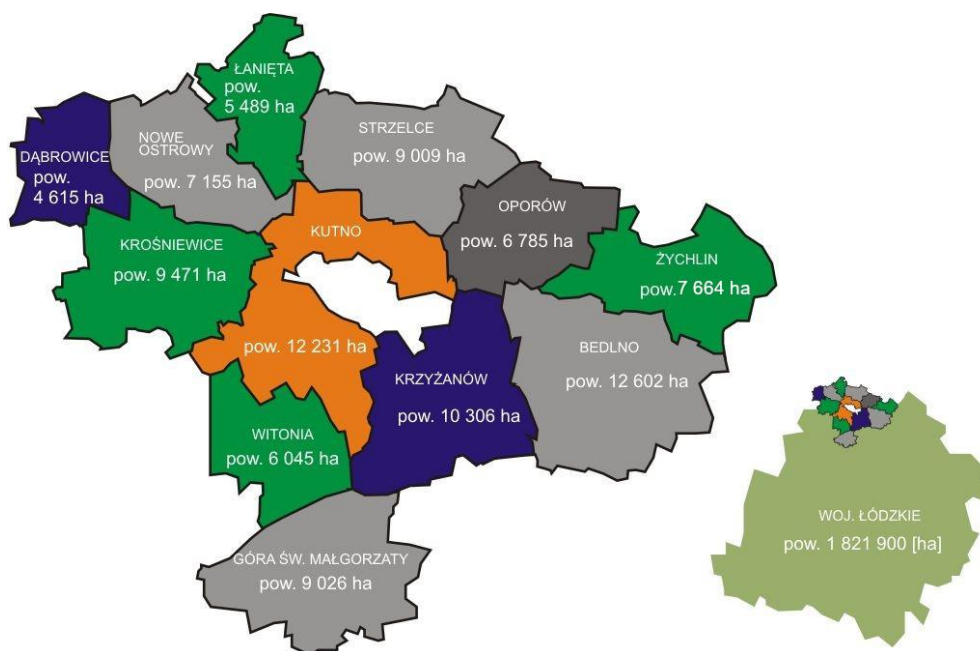 ŁANIĘTA
pow.
5 489 ha
STRZELCE
pow. 9 009 ha
NOWE
OSTROWY
pow. 7 155 ha
DĄBROWICE
pow.
4 615 ha
OPORÓW
pow. 6 785 ha
KUTNO
pow. 12 231 ha
KROŚNIEWICE
pow. 9 471 ha
ŻYCHLIN
pow. 7 664 ha
BEDLNO
pow. 12 602 ha
KRZYŻANÓW
pow. 10 306 ha
WITONIA
pow. 6 045 ha
GÓRA ŚW. MAŁGORZATY
pow. 9 026 ha
WOJ. ŁÓDZKIE
pow. 1 821 900 [ha]